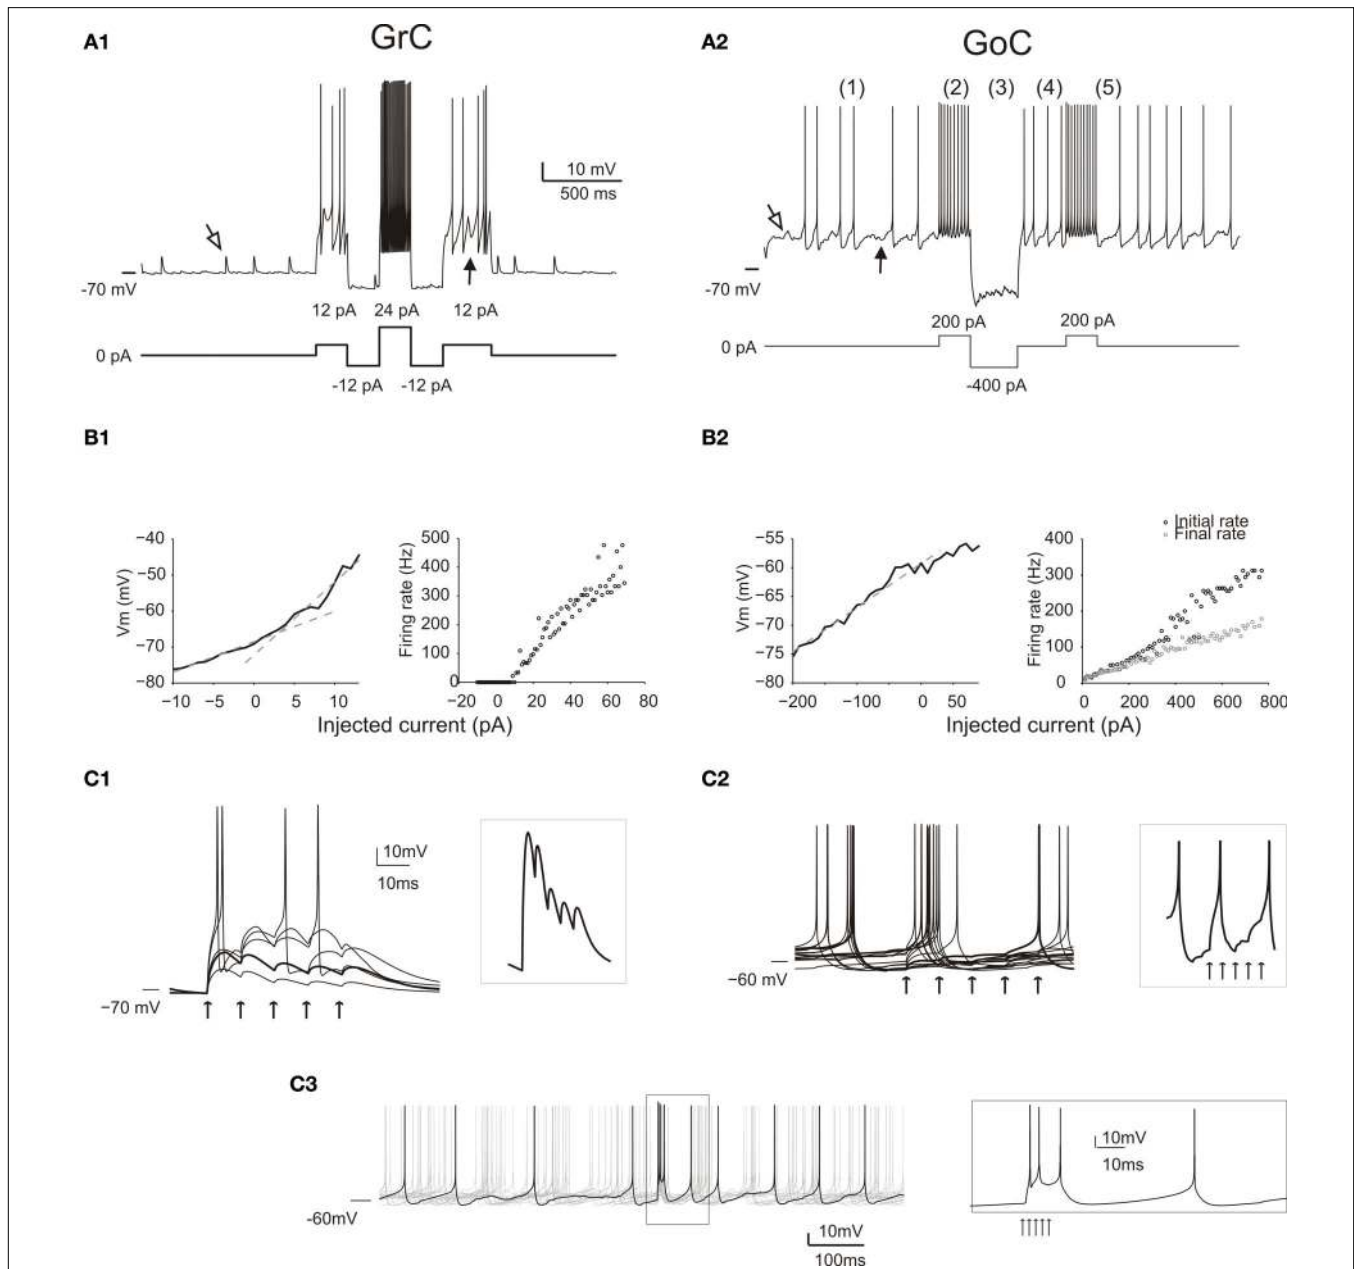 A1
GrC
A2
GoC
(1) (2) (3) (4) (5)
10 mV
500 ms
-70 mV
12 pA 24 pA 12 pA
0 pA
-12 pA -12 pA
-70 mV
200 pA 200 pA
0 pA
-400 pA
B1
Vm (mV)
−40
−50
−60
−70
−80
−10 −5 0 5 10
Firing rate (Hz)
500
400
300
200
100
0
−20 0 20 40 60 80
Injected current (pA)
B2
Vm (mV)
−55
−60
−65
−70
−75
−80
−200 −150 −100 −50 0 50
Initial rate
Final rate
Firing rate (Hz)
400
300
200
100
0
0 200 400 600 800
Injected current (pA)
C1
10mV
10ms
−70 mV
C2
−60 mV
C3
-60mV
10mV
100ms
10mV
10ms